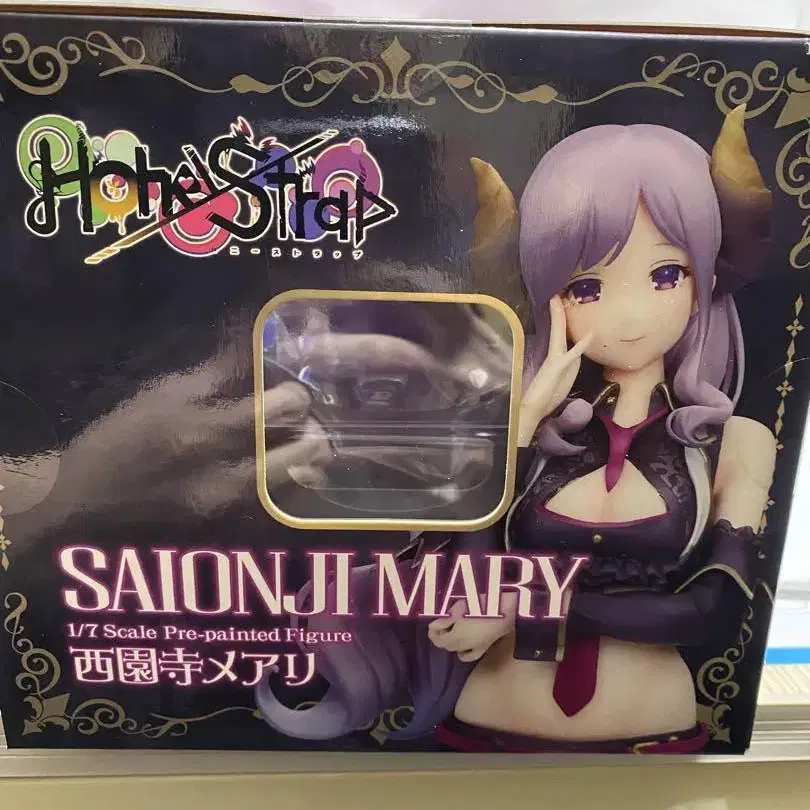 HoneyStrap
ニーストラップ
SAIONJI MARY
1/7 Scale Pre-painted Figure
西園寺メアリ